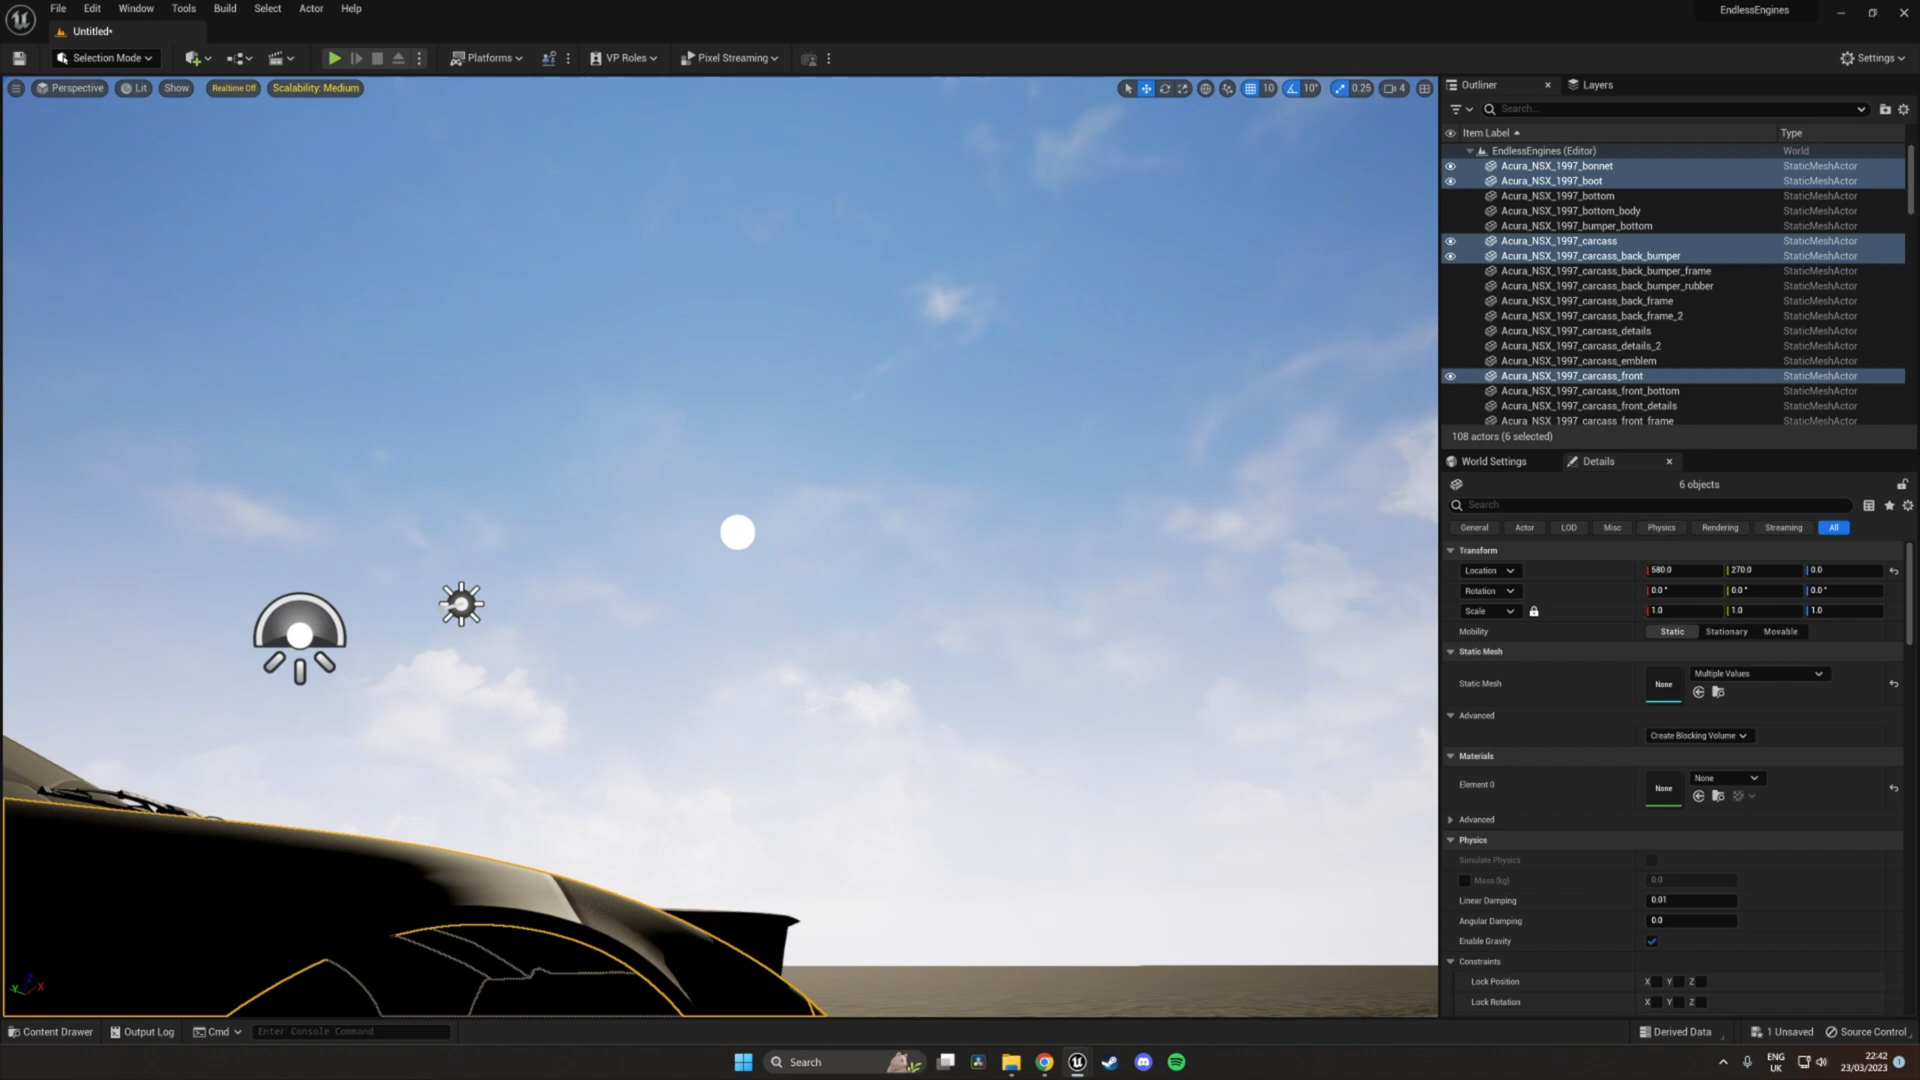 File Edit Window Tools Build Select Actor Help
EndlessEngines
Untitled*
Selection Mode
Platforms
VP Roles
Pixel Streaming
Settings
Perspective
Lit
Show
Realtime Off
Scalability: Medium
10
10°
0.25
4
Outliner
Layers
Search...
Item Label
Type
EndlessEngines (Editor) World
Acura_NSX_1997_bonnet StaticMeshActor
Acura_NSX_1997_boot StaticMeshActor
Acura_NSX_1997_bottom StaticMeshActor
Acura_NSX_1997_bottom_body StaticMeshActor
Acura_NSX_1997_bumper_bottom StaticMeshActor
Acura_NSX_1997_carcass StaticMeshActor
Acura_NSX_1997_carcass_back_bumper StaticMeshActor
Acura_NSX_1997_carcass_back_bumper_frame StaticMeshActor
Acura_NSX_1997_carcass_back_bumper_rubber StaticMeshActor
Acura_NSX_1997_carcass_back_frame StaticMeshActor
Acura_NSX_1997_carcass_back_frame_2 StaticMeshActor
Acura_NSX_1997_carcass_details StaticMeshActor
Acura_NSX_1997_carcass_details_2 StaticMeshActor
Acura_NSX_1997_carcass_emblem StaticMeshActor
Acura_NSX_1997_carcass_front StaticMeshActor
Acura_NSX_1997_carcass_front_bottom StaticMeshActor
Acura_NSX_1997_carcass_front_details StaticMeshActor
Acura_NSX_1997_carcass_front_frame StaticMeshActor
108 actors (6 selected)
World Settings
Details
6 objects
Search
General Actor LOD Misc Physics Rendering Streaming All
Transform
Location 580.0 270.0 0.0
Rotation 0.0° 0.0° 0.0°
Scale 1.0 1.0 1.0
Mobility Static Stationary Movable
Static Mesh
Static Mesh None Multiple Values
Advanced
Create Blocking Volume
Materials
Element 0 None None
Advanced
Physics
Simulate Physics
Mass (kg) 0.0
Linear Damping 0.01
Angular Damping 0.0
Enable Gravity
Constraints
Lock Position X Y Z
Lock Rotation X Y Z
Z
Y X
Content Drawer
Output Log
Cmd
Enter Console Command
Derived Data
1 Unsaved
Source Control
Search
ENG
UK
22:42
23/03/2023
1